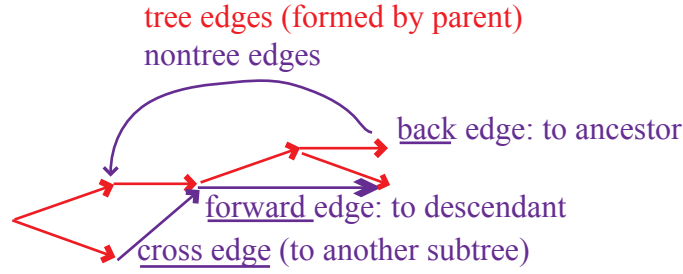 tree edges (formed by parent)
nontree edges
back edge: to ancestor
forward edge: to descendant
cross edge (to another subtree)